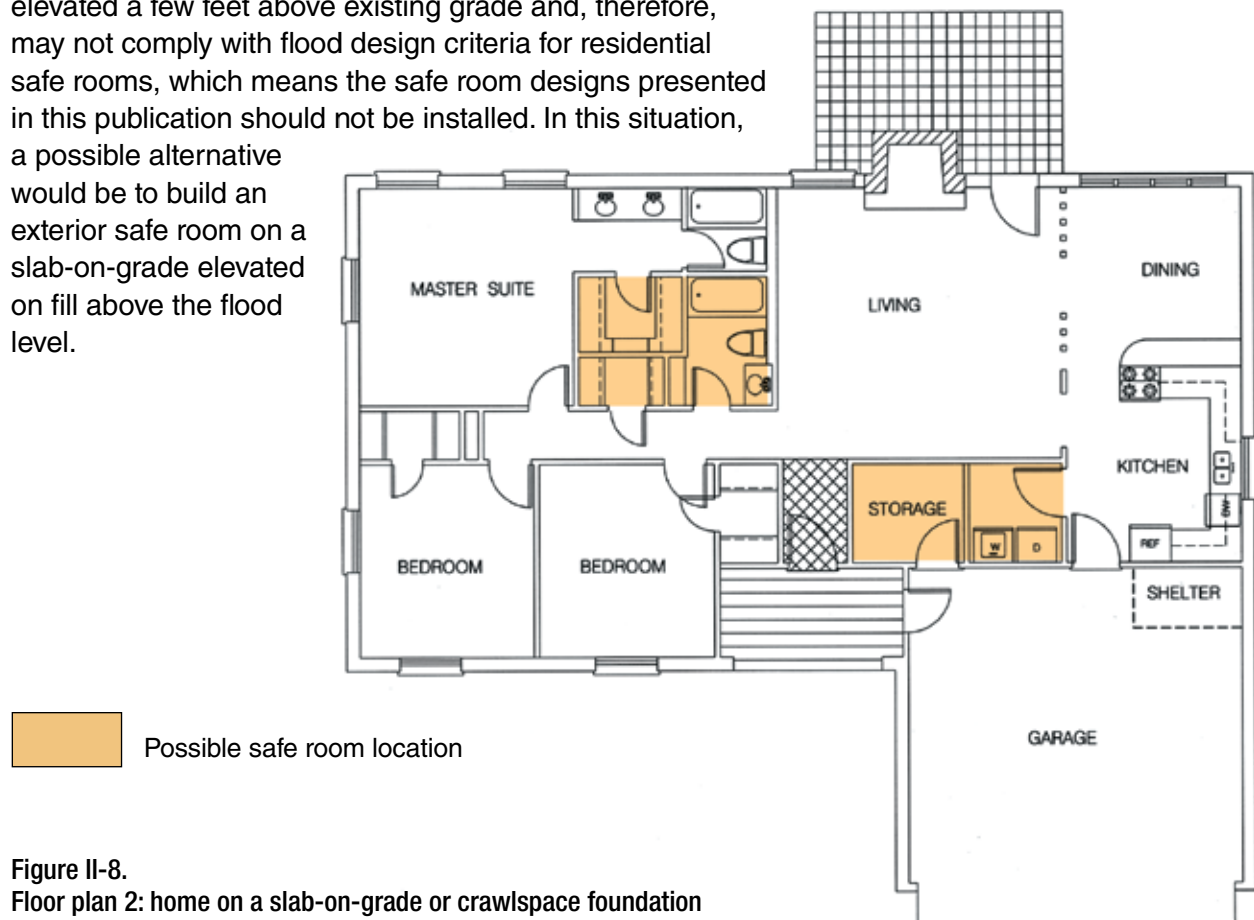 elevated a few feet above existing grade and, therefore,
may not comply with flood design criteria for residential
safe rooms, which means the safe room designs presented
in this publication should not be installed. In this situation,
a possible alternative
would be to build an
exterior safe room on a
slab-on-grade elevated
on fill above the flood
level.
MASTER SUITE
LIVING
DINING
KITCHEN
STORAGE
DW
W
D
REF
BEDROOM
BEDROOM
SHELTER
GARAGE
Possible safe room location
Figure II-8.
Floor plan 2: home on a slab-on-grade or crawlspace foundation